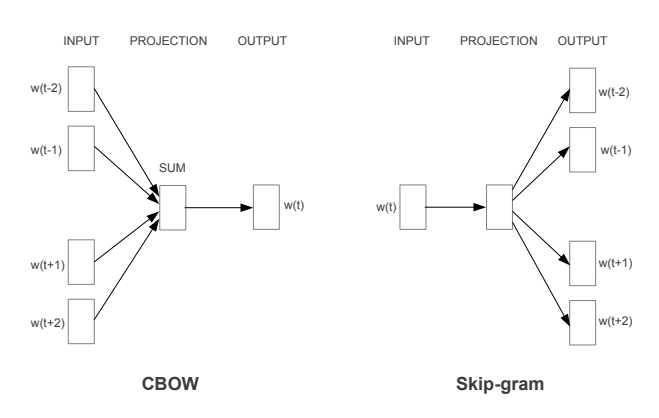 INPUT PROJECTION OUTPUT
w(t-2)
w(t-1)
SUM
w(t)
w(t+1)
w(t+2)
CBOW
INPUT PROJECTION OUTPUT
w(t-2)
w(t-1)
w(t)
w(t+1)
w(t+2)
Skip-gram